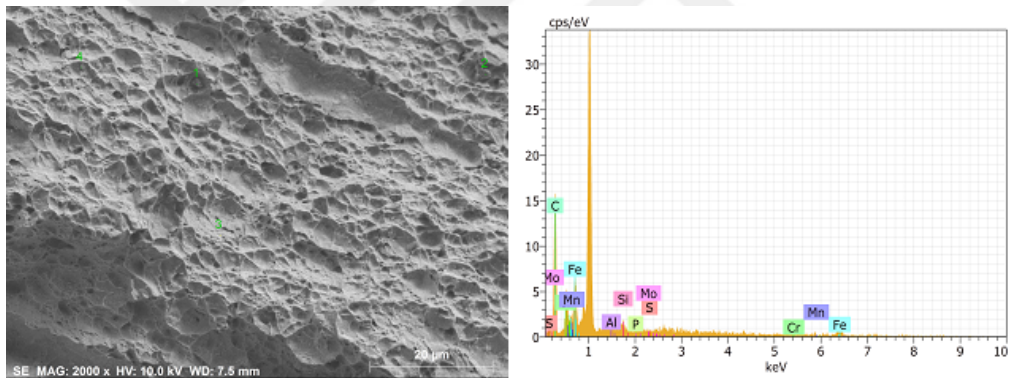 4
1
2
3
20 µm
SE MAG: 2000 x HV: 10.0 kV WD: 7.5 mm
cps/eV
30
25
20
15
10
5
0
C
Mo
Fe
Mn
S
Al
Si
P
Mo
S
Cr
Mn
Fe
1 2 3 4 5 6 7 8 9 10
keV